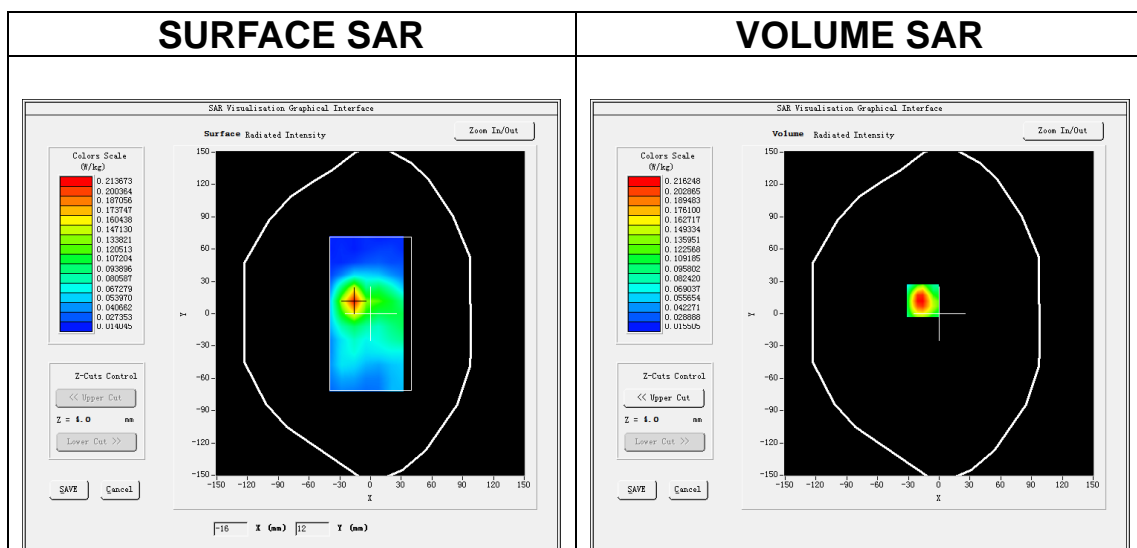 SURFACE SAR
VOLUME SAR
SAR Visualisation Graphical Interface
Surface Radiated Intensity
Zoom In/Out
Colors Scale
(W/kg)
0.213673
0.200364
0.187056
0.173747
0.160438
0.147130
0.133821
0.120513
0.107204
0.093896
0.080587
0.067279
0.053970
0.040662
0.027353
0.014045
150
120
90
60
30
0
-30
-60
-90
-120
-150
Y
-150 -120 -90 -60 -30 0 30 60 90 120 150
X
Z-Cuts Control
<< Upper Cut
Z = 4.0 mm
Lower Cut >>
SAVE Cancel
-16 X (mm) 12 Y (mm)
SAR Visualisation Graphical Interface
Volume Radiated Intensity
Zoom In/Out
Colors Scale
(W/kg)
0.216248
0.202865
0.189483
0.176100
0.162717
0.149334
0.135951
0.122568
0.109185
0.095802
0.082420
0.069037
0.055654
0.042271
0.028888
0.015505
150
120
90
60
30
0
-30
-60
-90
-120
-150
Y
-150 -120 -90 -60 -30 0 30 60 90 120 150
X
Z-Cuts Control
<< Upper Cut
Z = 4.0 mm
Lower Cut >>
SAVE Cancel